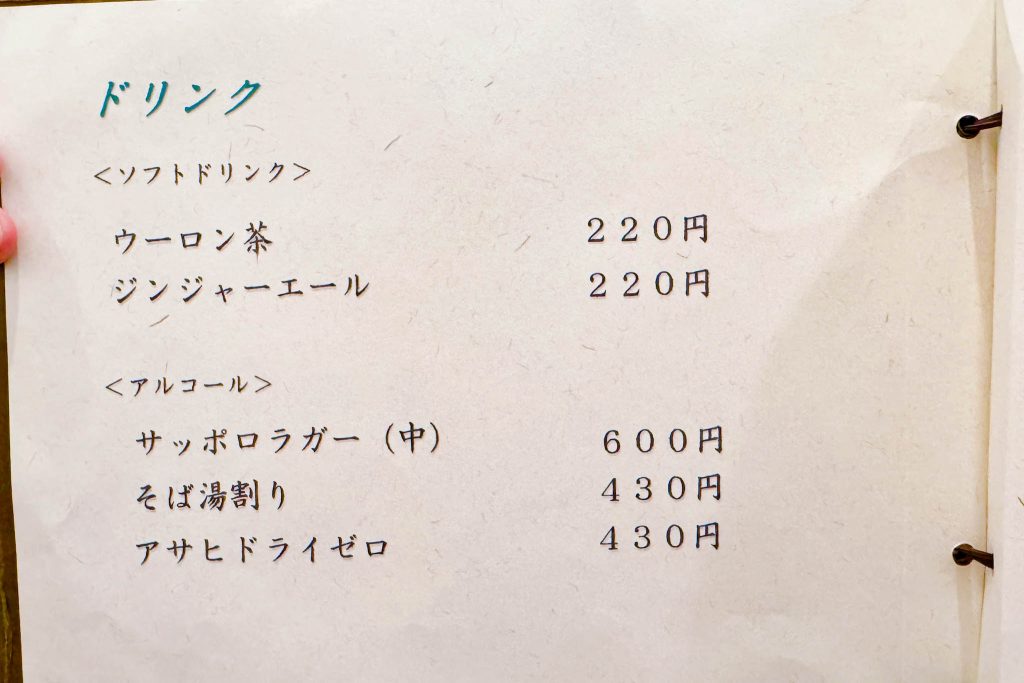 ドリンク
＜ソフトドリンク＞
ウーロン茶　２２０円
ジンジャーエール　２２０円
＜アルコール＞
サッポロラガー（中）　６００円
そば湯割り　４３０円
アサヒドライゼロ　４３０円